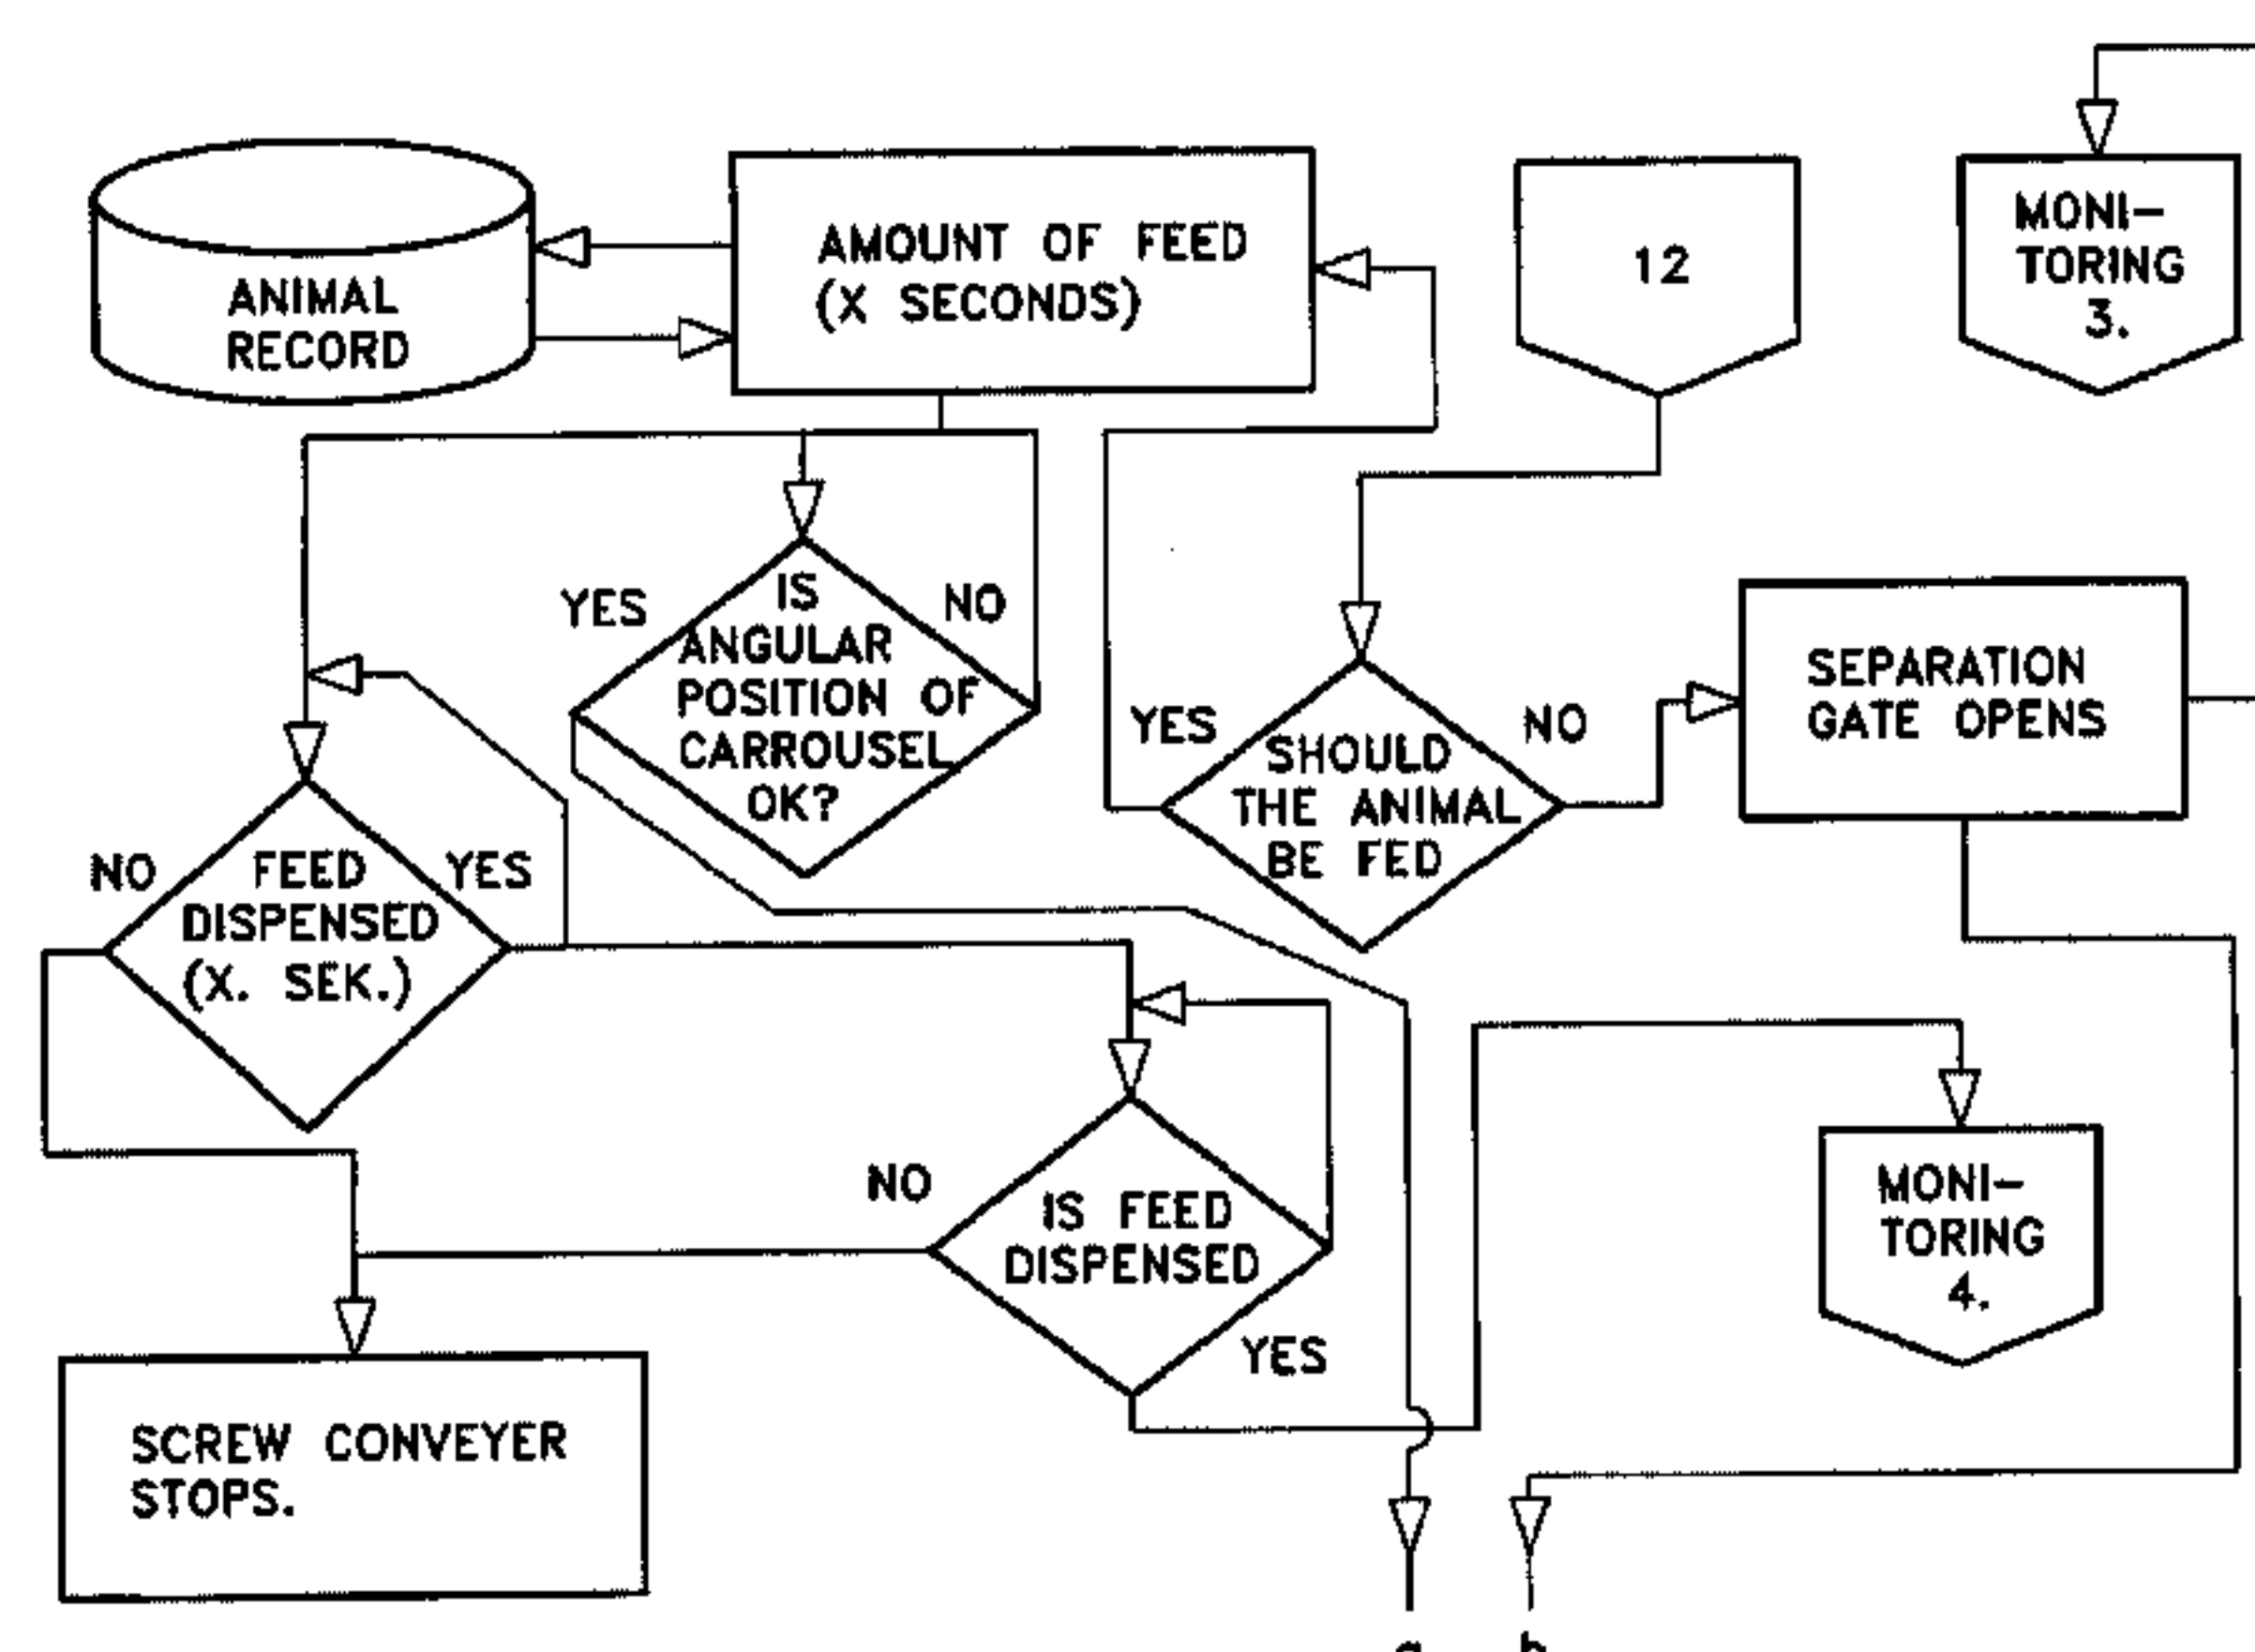 ANIMAL
RECORD
AMOUNT OF FEED
(X SECONDS)
12
MONI-
TORING
3.
YES
IS
ANGULAR
POSITION OF
CARROUSEL
OK?
NO
YES
SHOULD
THE ANIMAL
BE FED
NO
SEPARATION
GATE OPENS
NO
FEED
DISPENSED
(X. SEK.)
YES
NO
IS FEED
DISPENSED
YES
MONI-
TORING
4.
SCREW CONVEYER
STOPS.